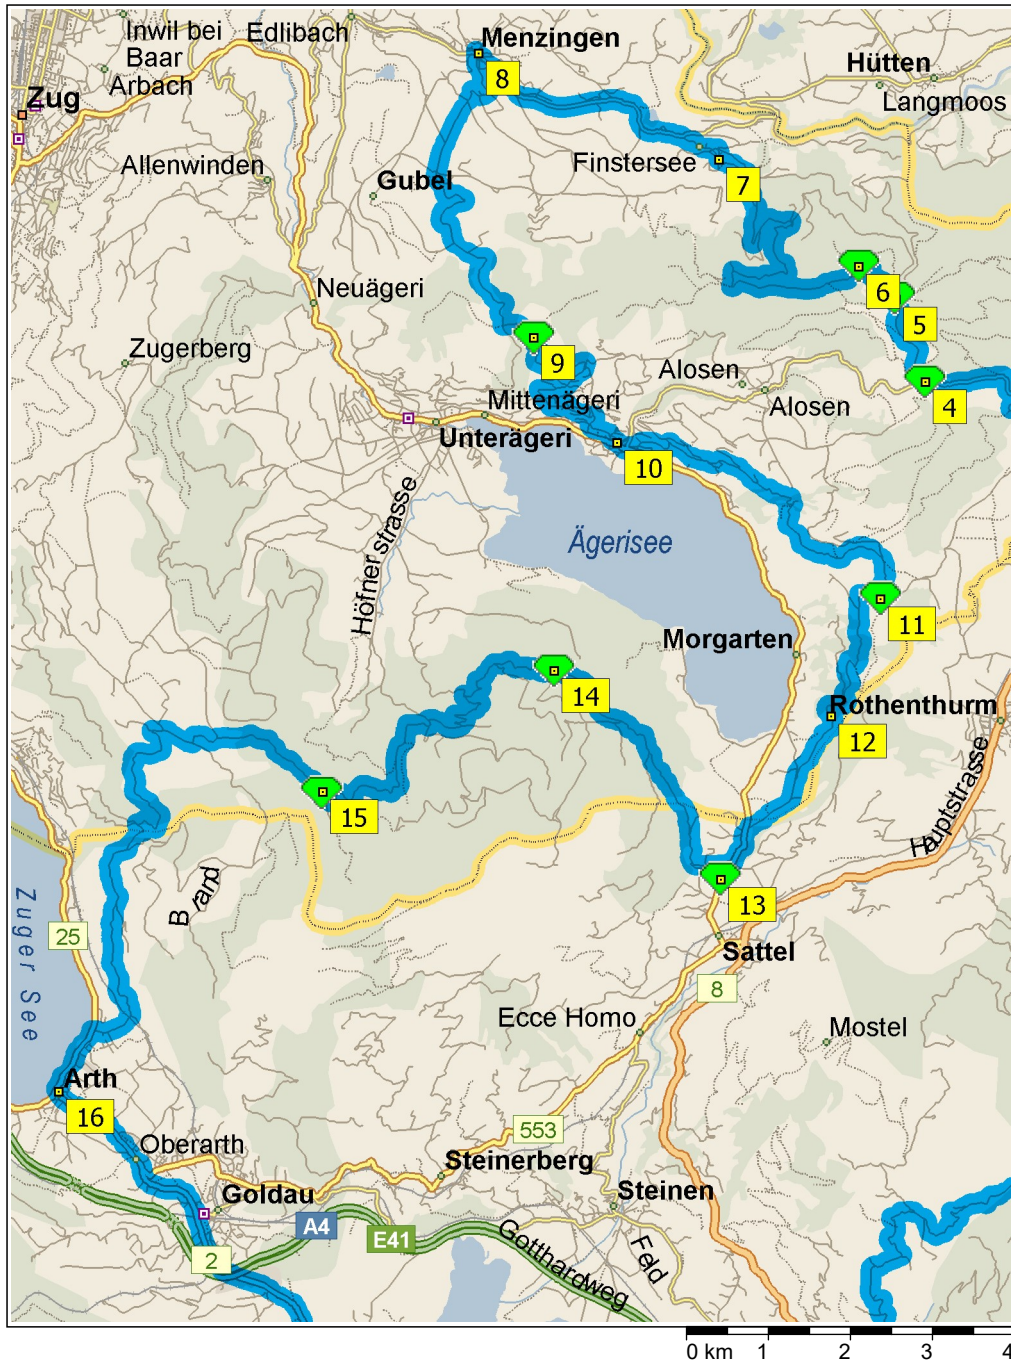 Inwil bei
Baar
Edlibach
Menzingen
8
Hütten
Arbach
Zug
Langmoos
Allenwinden
Gubel
Finstersee
7
6
5
Neuägeri
Zugerberg
9
Alosen
4
Alosen
Mittenägeri
Unterägeri
10
Höfnerstrasse
Ägerisee
11
Morgarten
14
Rothenthurm
12
Hauptstrasse
15
Brand
13
Zuger See
25
Sattel
8
Ecce Homo
Mostel
Arth
16
553
Oberarth
Steinerberg
Goldau
Steinen
A4
E41
2
Gotthardweg
Feld
0 km 1 2 3 4